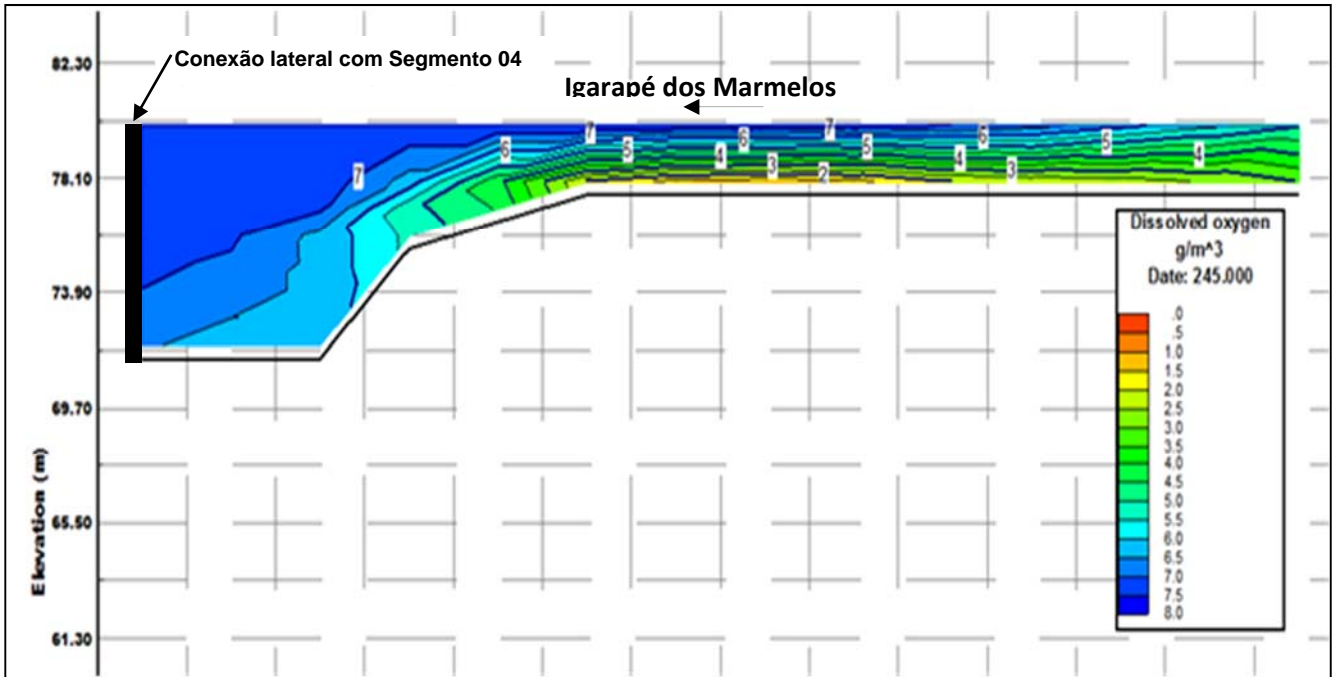 82.30
Conexão lateral com Segmento 04
Igarapé dos Marmelos
7 6 7 6 5
7 6 5 4 3 2 5 4 3 4
78.10
73.90
69.70
65.50
61.30
Elevation (m)
Dissolved oxygen
g/m^3
Date: 245.000
.0
.5
1.0
1.5
2.0
2.5
3.0
3.5
4.0
4.5
5.0
5.5
6.0
6.5
7.0
7.5
8.0